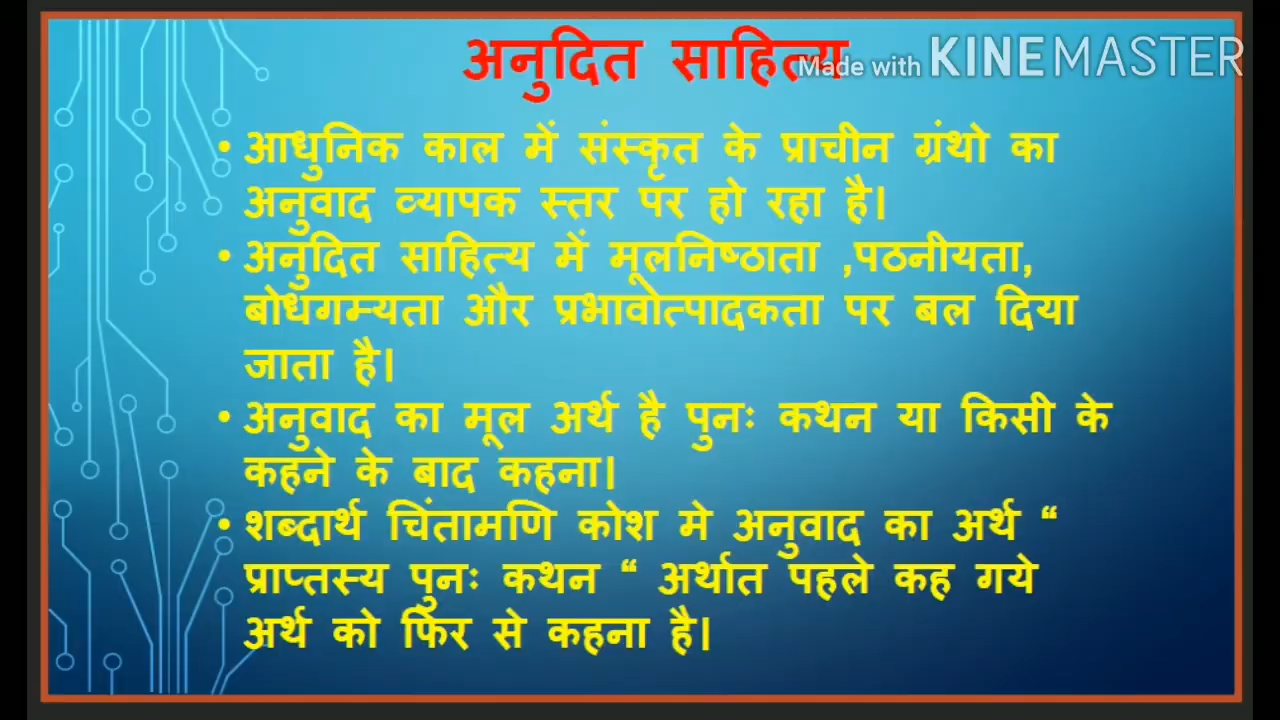 अनुदित साहित्य
Made with KINEMASTER
• आधुनिक काल में संस्कृत के प्राचीन ग्रंथो का
अनुवाद व्यापक स्तर पर हो रहा है।
• अनुदित साहित्य में मूलनिष्ठाता ,पठनीयता,
बोधगम्यता और प्रभावोत्पादकता पर बल दिया
जाता है।
• अनुवाद का मूल अर्थ है पुनः कथन या किसी के
कहने के बाद कहना।
• शब्दार्थ चिंतामणि कोश मे अनुवाद का अर्थ “
प्राप्तस्य पुनः कथन “ अर्थात पहले कह गये
अर्थ को फिर से कहना है।